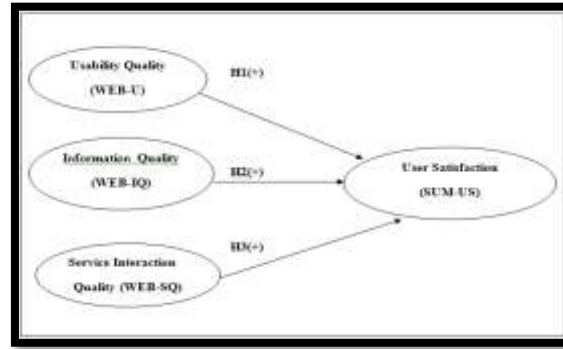 Usability Quality
(WEB-U)
H1(+)
Information Quality
(WEB-IQ)
H2(+)
User Satisfaction
(SUM-US)
H3(+)
Service Interaction
Quality (WEB-SQ)